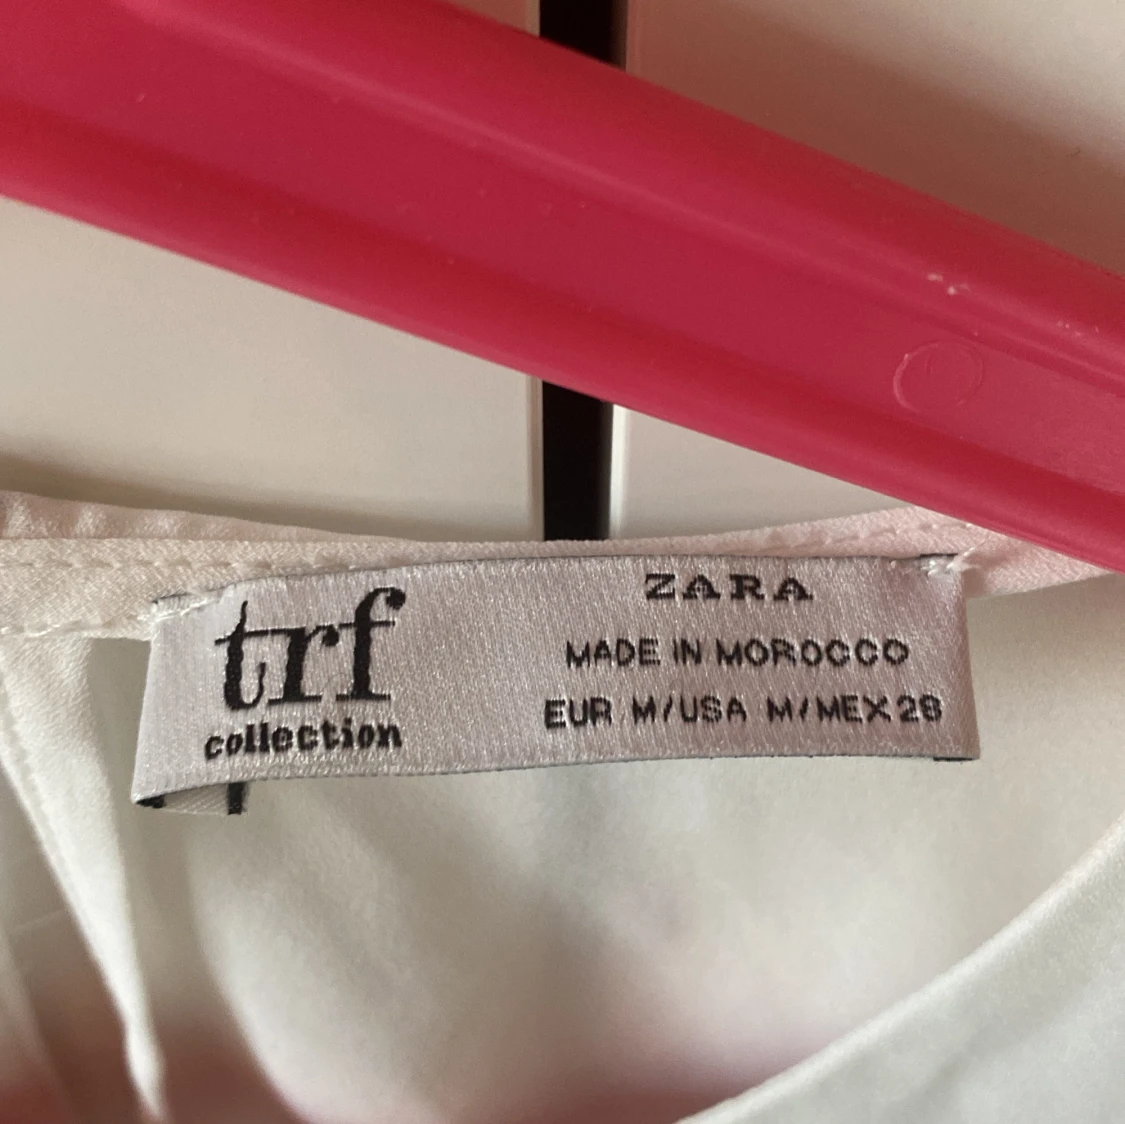 trf
collection
ZARA
MADE IN MOROCCO
EUR M/USA M/MEX 28